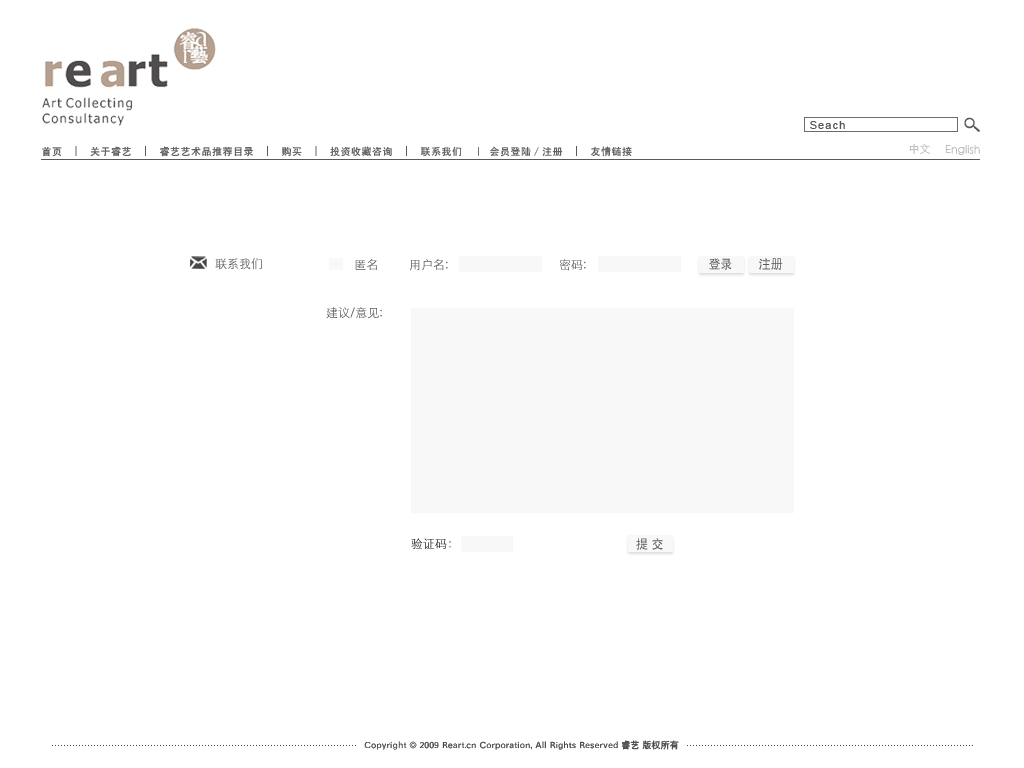 睿藝
re art
Art Collecting
Consultancy
Seach
首页 | 关于睿艺 | 睿艺艺术品推荐目录 | 购买 | 投资收藏咨询 | 联系我们 | 会员登陆 / 注册 | 友情链接
中文 English
联系我们 匿名 用户名: 密码: 登录 注册
建议/意见:
验证码: 提 交
Copyright © 2009 Reart.cn Corporation, All Rights Reserved 睿艺 版权所有